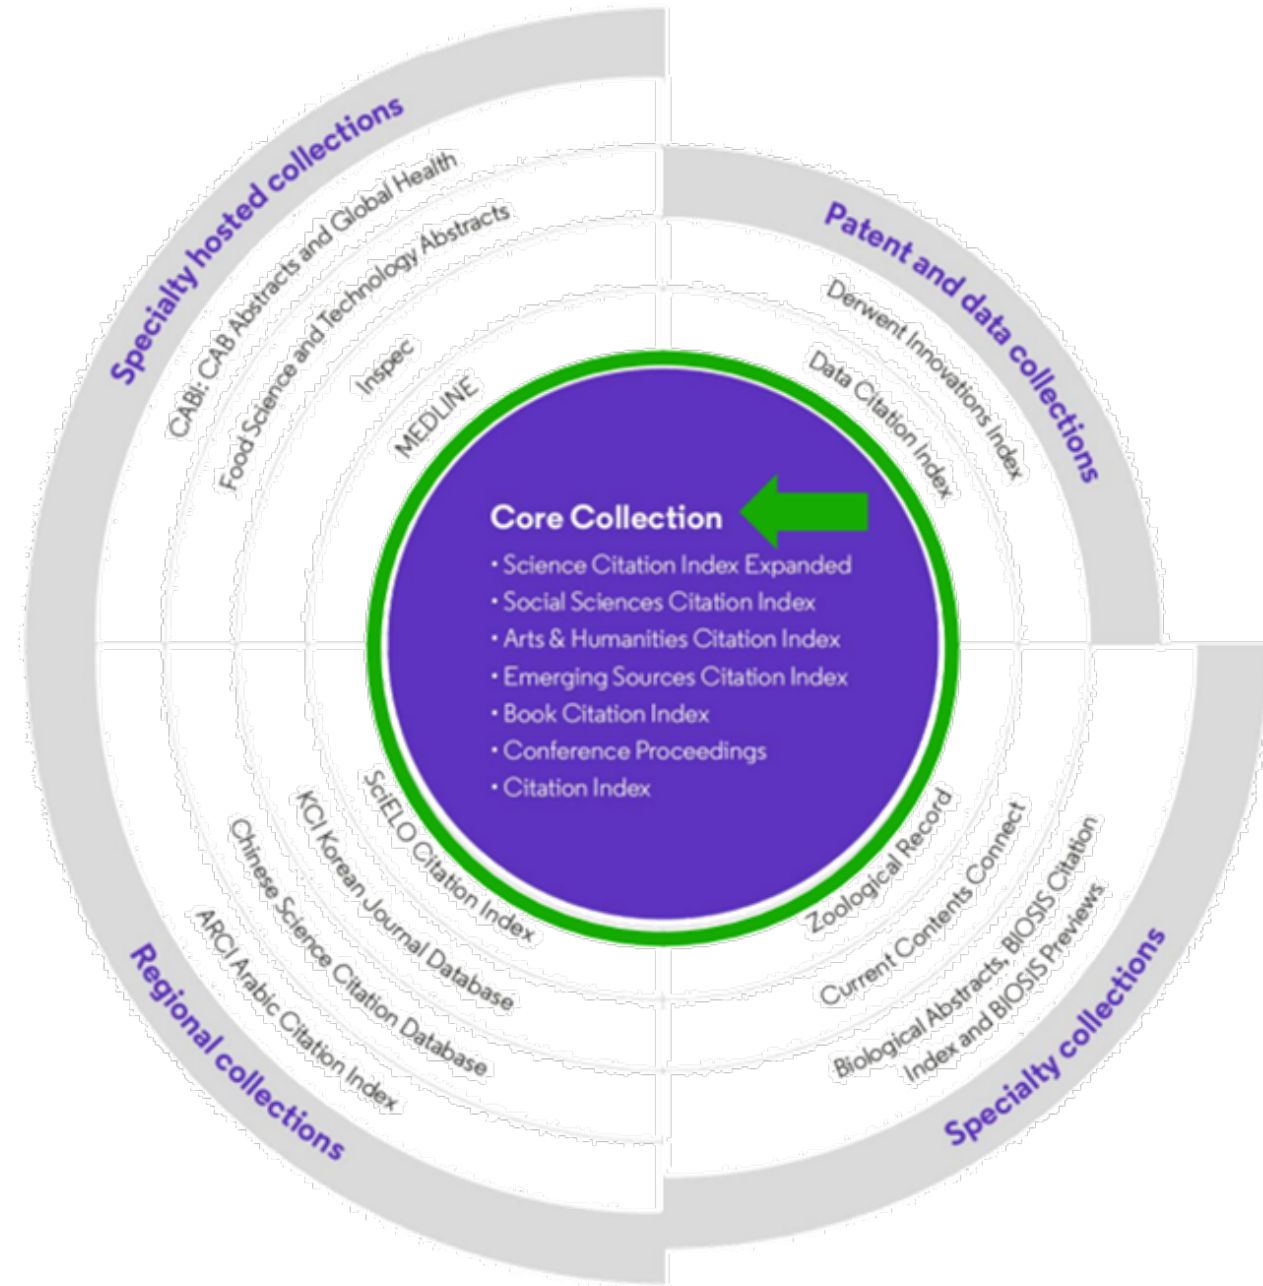 Specialty hosted collections
CABI: CAB Abstracts and Global Health
Food Science and Technology Abstracts
Inspec
MEDLINE
Patent and data collections
Derwent Innovations Index
Data Citation Index
Core Collection
• Science Citation Index Expanded
• Social Sciences Citation Index
• Arts & Humanities Citation Index
• Emerging Sources Citation Index
• Book Citation Index
• Conference Proceedings
• Citation Index
SciELO Citation Index
KCI Korean Journal Database
Chinese Science Citation Database
ARCI Arabic Citation Index
Regional collections
Zoological Record
Current Contents Connect
Biological Abstracts, BIOSIS Citation
Index and BIOSIS Previews
Specialty collections